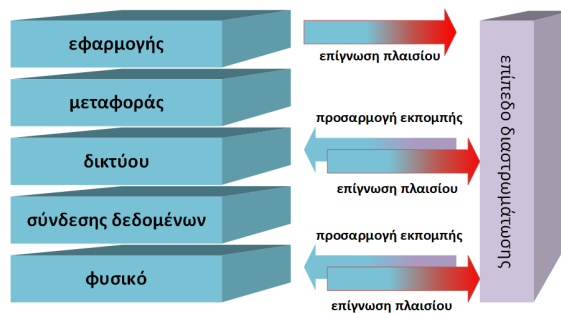 εφαρμογής
επίγνωση πλαισίου
μεταφοράς
προσαρμογή εκπομπής
δικτύου
επίγνωση πλαισίου
σύνδεσης δεδομένων
προσαρμογή εκπομπής
φυσικό
επίγνωση πλαισίου
επίπεδο διαστρωμάτωσης